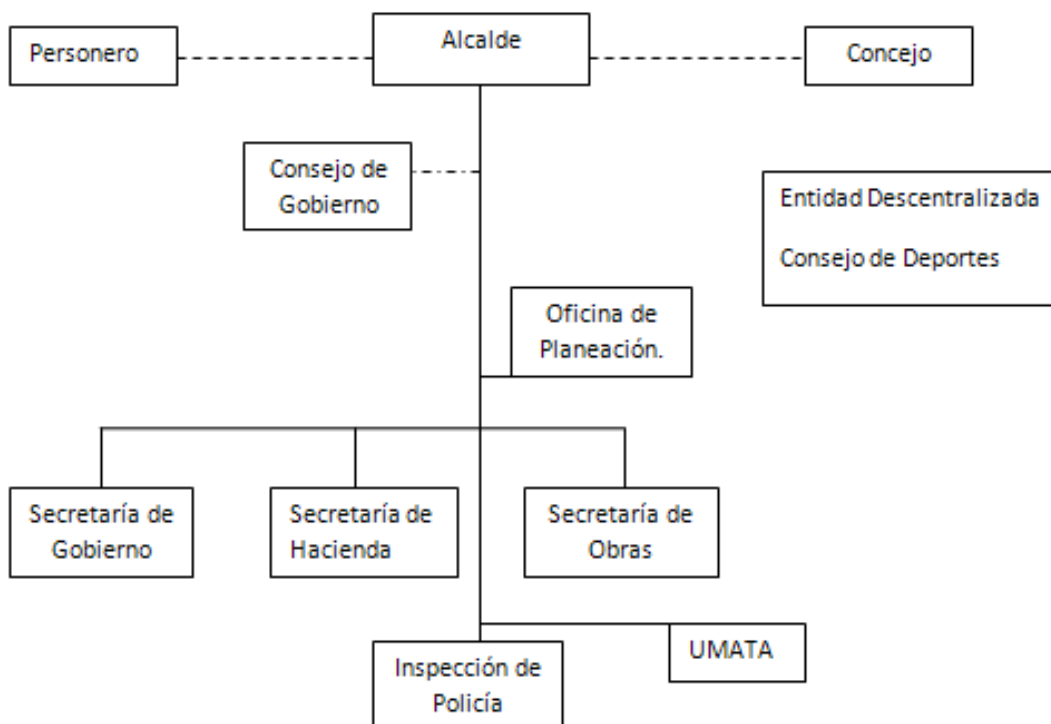 Personero
Alcalde
Concejo
Consejo de
Gobierno
Entidad Descentralizada
Consejo de Deportes
Oficina de
Planeación.
Secretaría de
Gobierno
Secretaría de
Hacienda
Secretaría de
Obras
UMATA
Inspección de
Policía